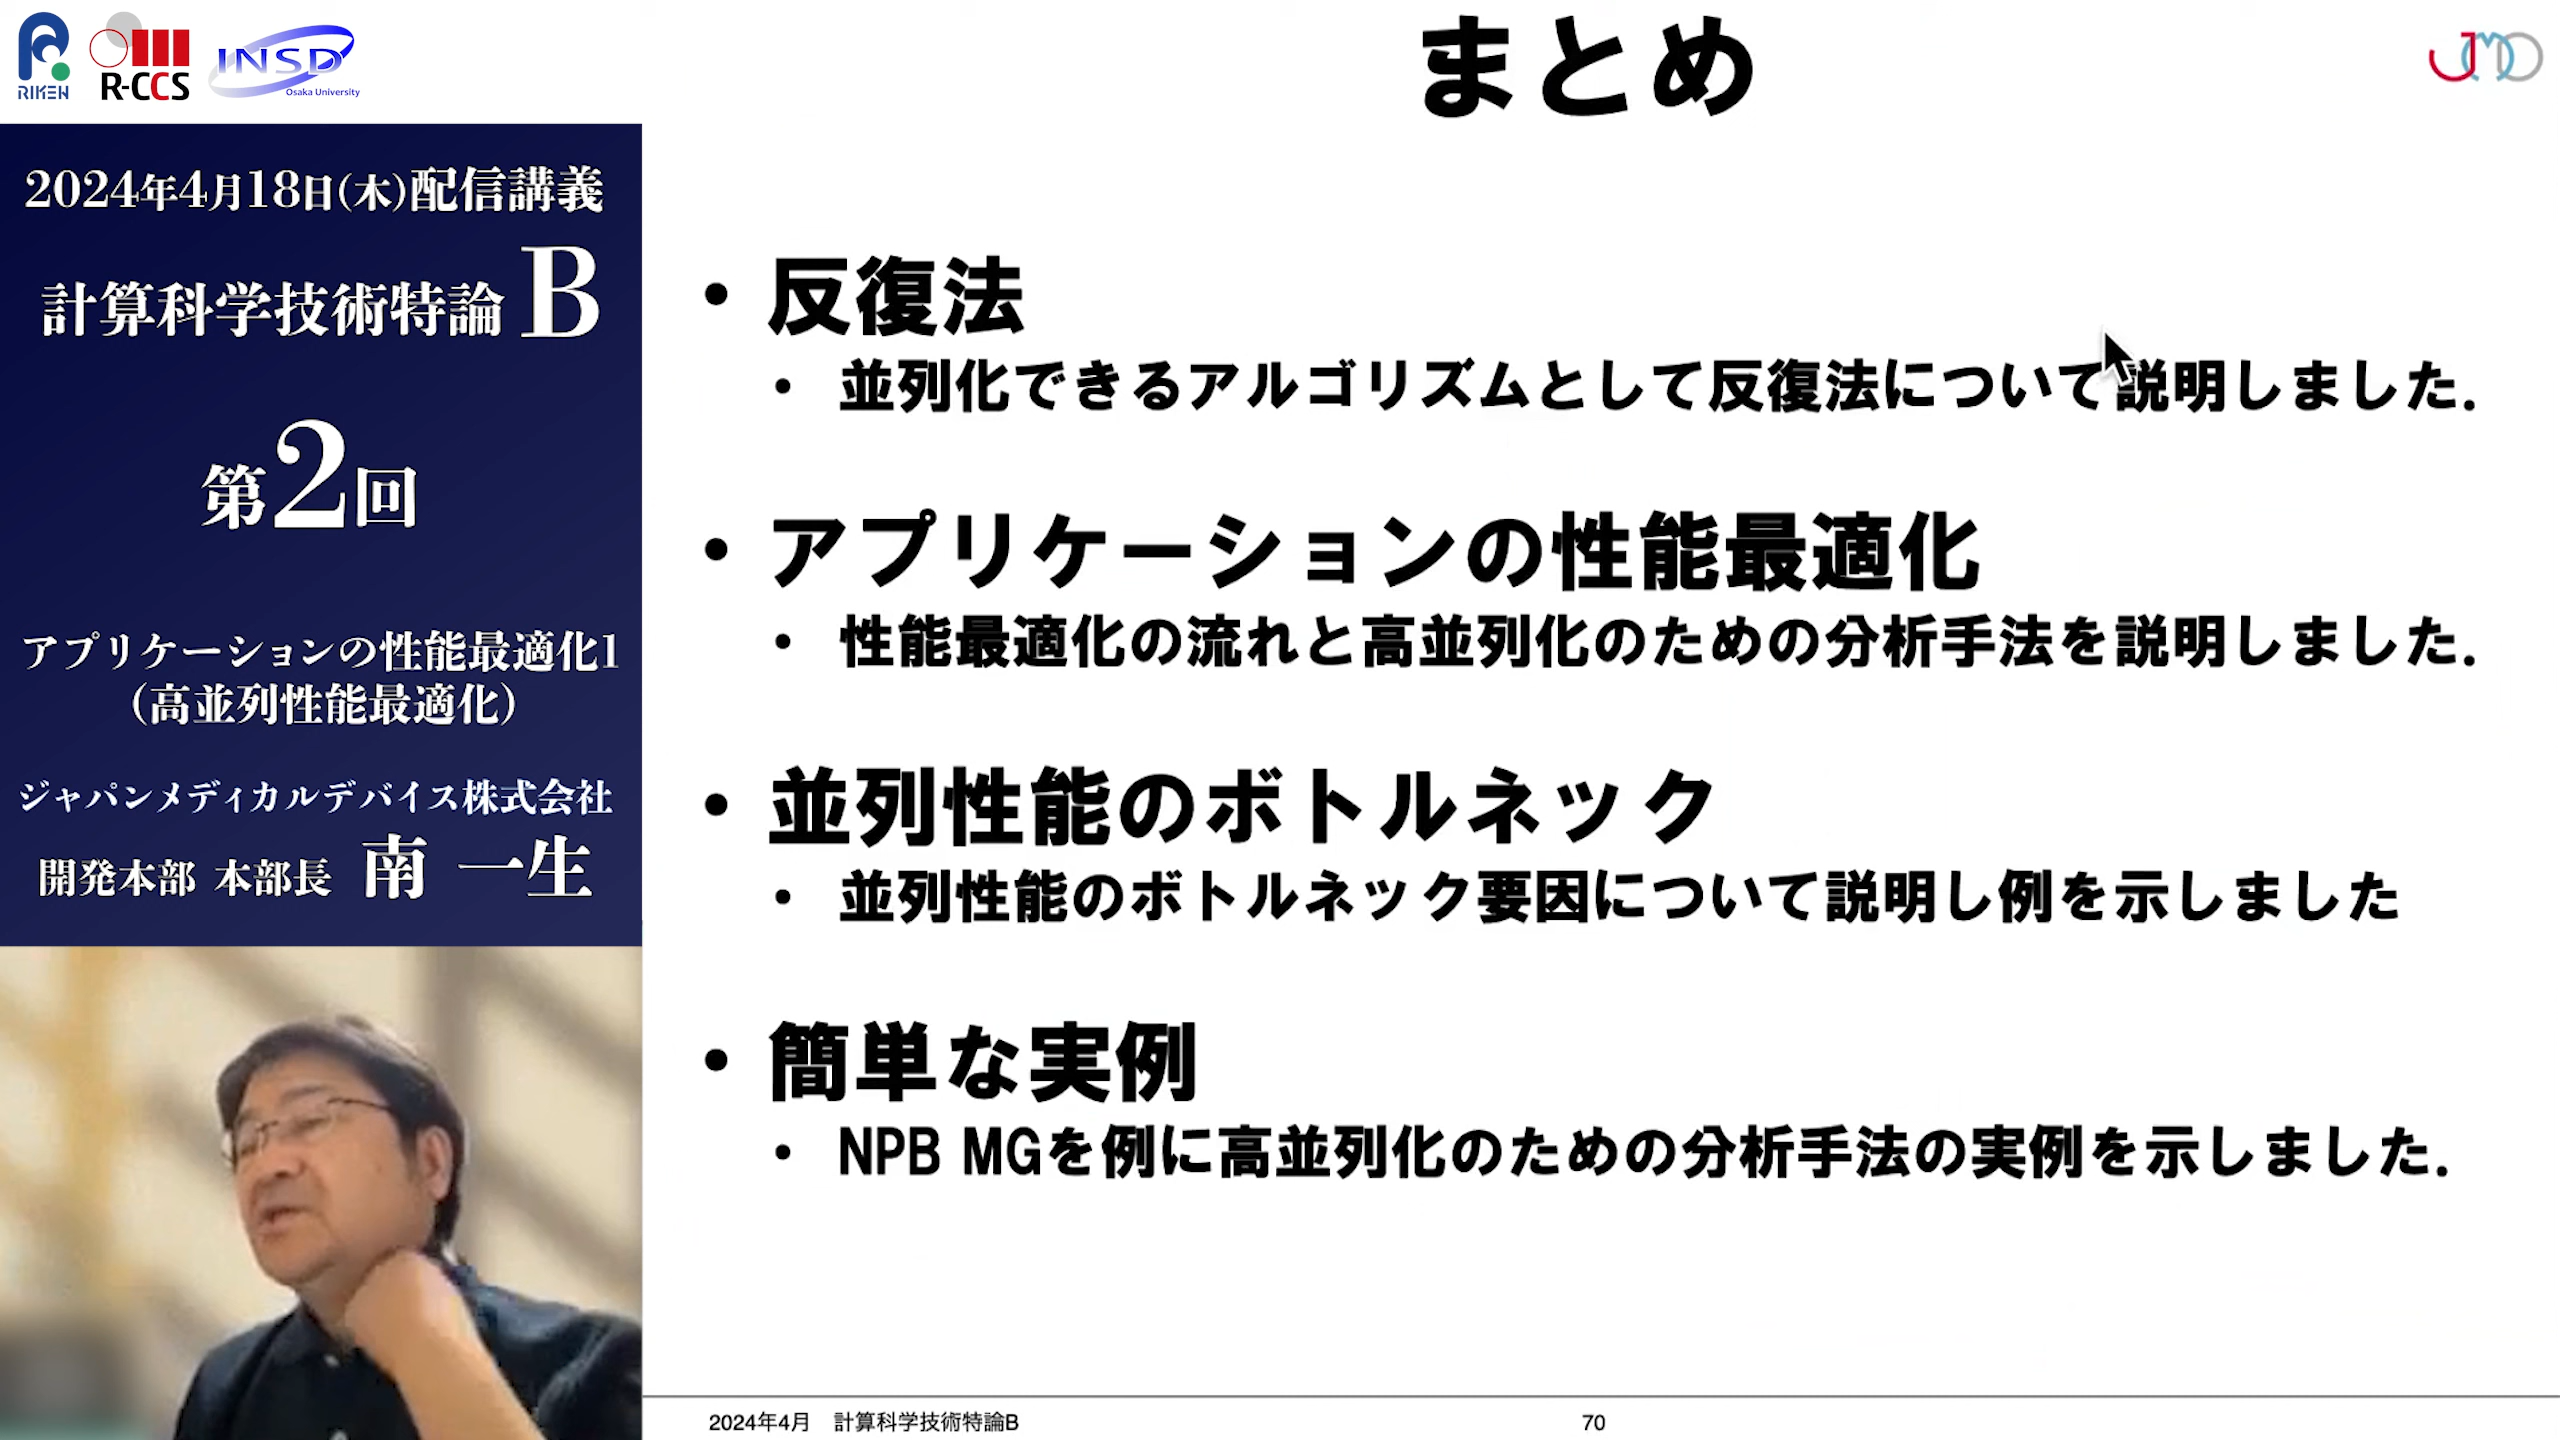 RIKEN
R-CCS
INSD
Osaka University
JMD
2024年4月18日(木)配信講義
計算科学技術特論B
第2回
アプリケーションの性能最適化1
（高並列性能最適化）
ジャパンメディカルデバイス株式会社
開発本部 本部長 南 一生
まとめ
• 反復法
• 並列化できるアルゴリズムとして反復法について説明しました．
• アプリケーションの性能最適化
• 性能最適化の流れと高並列化のための分析手法を説明しました．
• 並列性能のボトルネック
• 並列性能のボトルネック要因について説明し例を示しました
• 簡単な実例
• NPB MGを例に高並列化のための分析手法の実例を示しました．
2024年4月　計算科学技術特論B
70